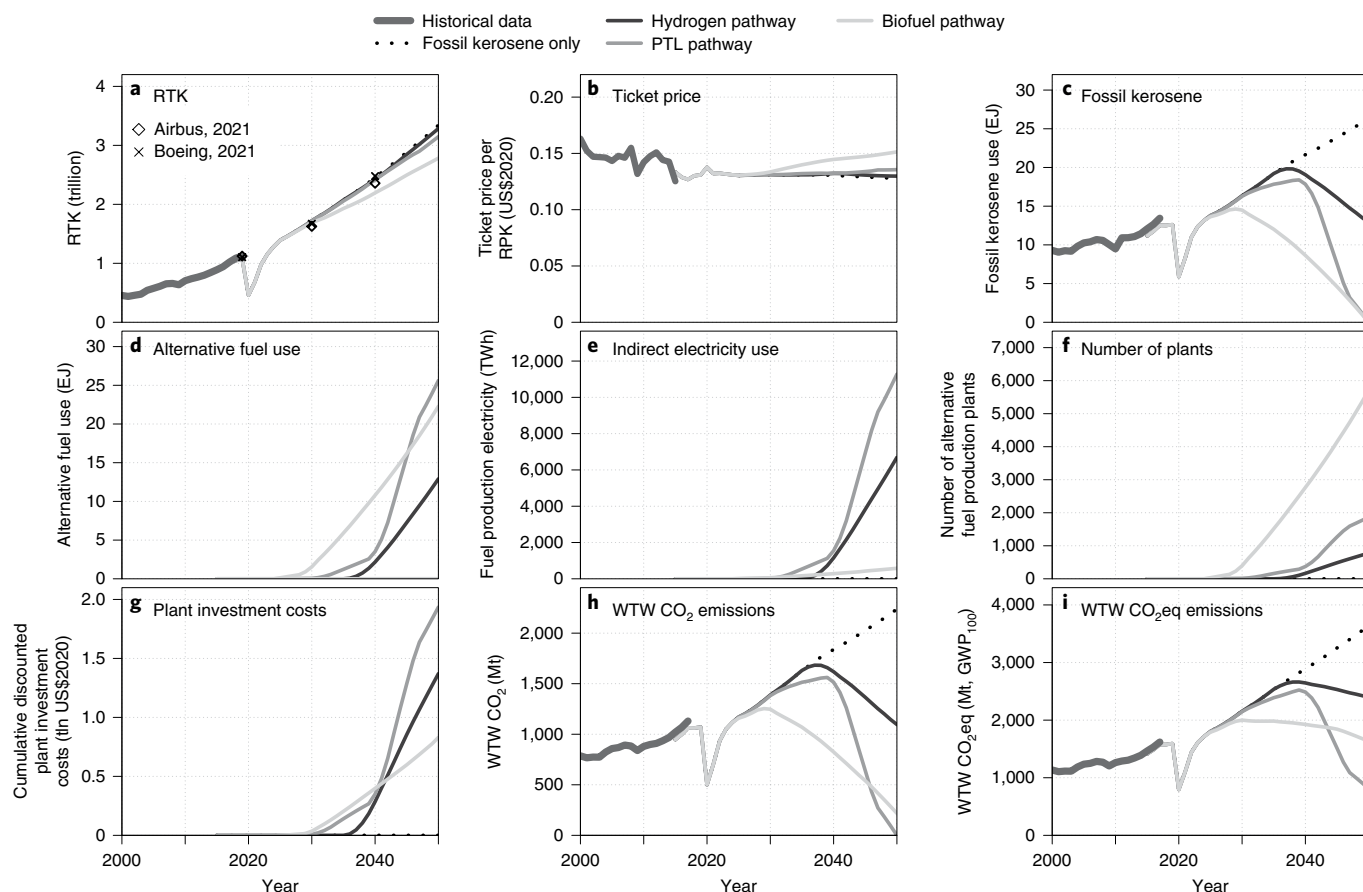 Historical data
Hydrogen pathway
Biofuel pathway
Fossil kerosene only
PTL pathway
a RTK
Airbus, 2021
Boeing, 2021
RTK (trillion)
4
3
2
1
0
b Ticket price
Ticket price per
RPK (US$2020)
0.20
0.15
0.10
0.05
0
c Fossil kerosene
Fossil kerosene use (EJ)
30
25
20
15
10
5
0
d Alternative fuel use
Alternative fuel use (EJ)
30
25
20
15
10
5
0
e Indirect electricity use
Fuel production electricity (TWh)
12,000
10,000
8,000
6,000
4,000
2,000
0
f Number of plants
Number of alternative
fuel production plants
7,000
6,000
5,000
4,000
3,000
2,000
1,000
0
g Plant investment costs
Cumulative discounted
plant investment
costs (tln US$2020)
2.0
1.5
1.0
0.5
0
2000
2020
2040
Year
h WTW CO₂ emissions
WTW CO₂ (Mt)
2,000
1,500
1,000
500
0
2000
2020
2040
Year
i WTW CO₂eq emissions
WTW CO₂eq (Mt, GWP₁₀₀)
4,000
3,000
2,000
1,000
0
2000
2020
2040
Year